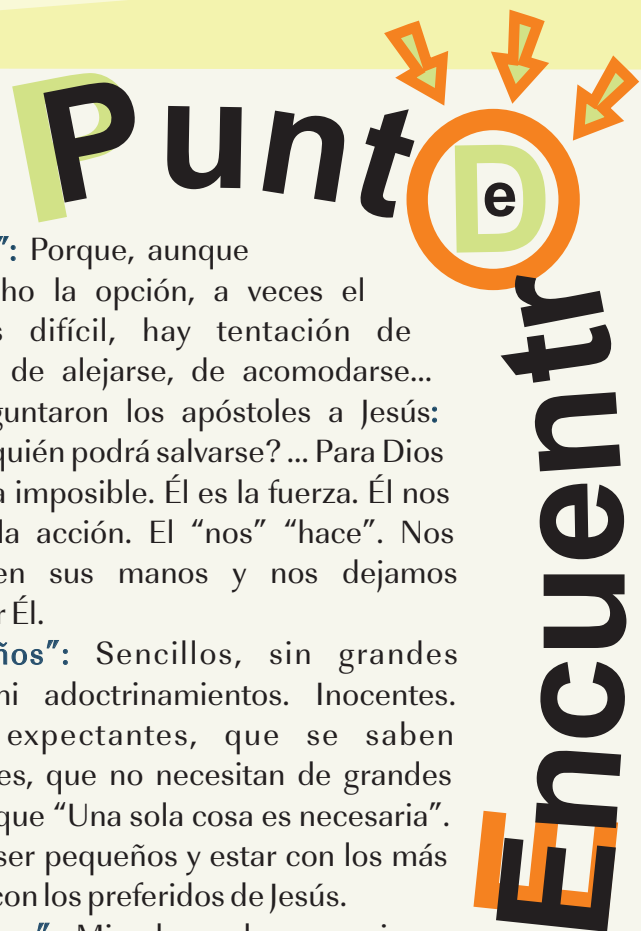 Punto
De
Encuentr
”: Porque, aunque
ho la opción, a veces el
s difícil, hay tentación de
de alejarse, de acomodarse...
guntaron los apóstoles a Jesús:
quién podrá salvarse? ... Para Dios
a imposible. Él es la fuerza. Él nos
la acción. El “nos” “hace”. Nos
en sus manos y nos dejamos
r Él.
ños”: Sencillos, sin grandes
ni adoctrinamientos. Inocentes.
expectantes, que se saben
es, que no necesitan de grandes
que “Una sola cosa es necesaria”.
ser pequeños y estar con los más
con los preferidos de Jesús.